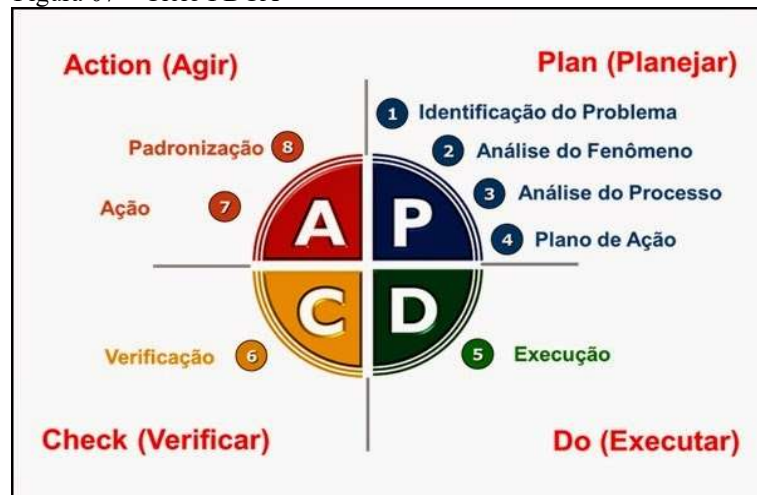 Action (Agir)
Plan (Planejar)
1 Identificação do Problema
2 Análise do Fenômeno
3 Análise do Processo
4 Plano de Ação
8 Padronização
7 Ação
A P
C D
6 Verificação
5 Execução
Check (Verificar)
Do (Executar)